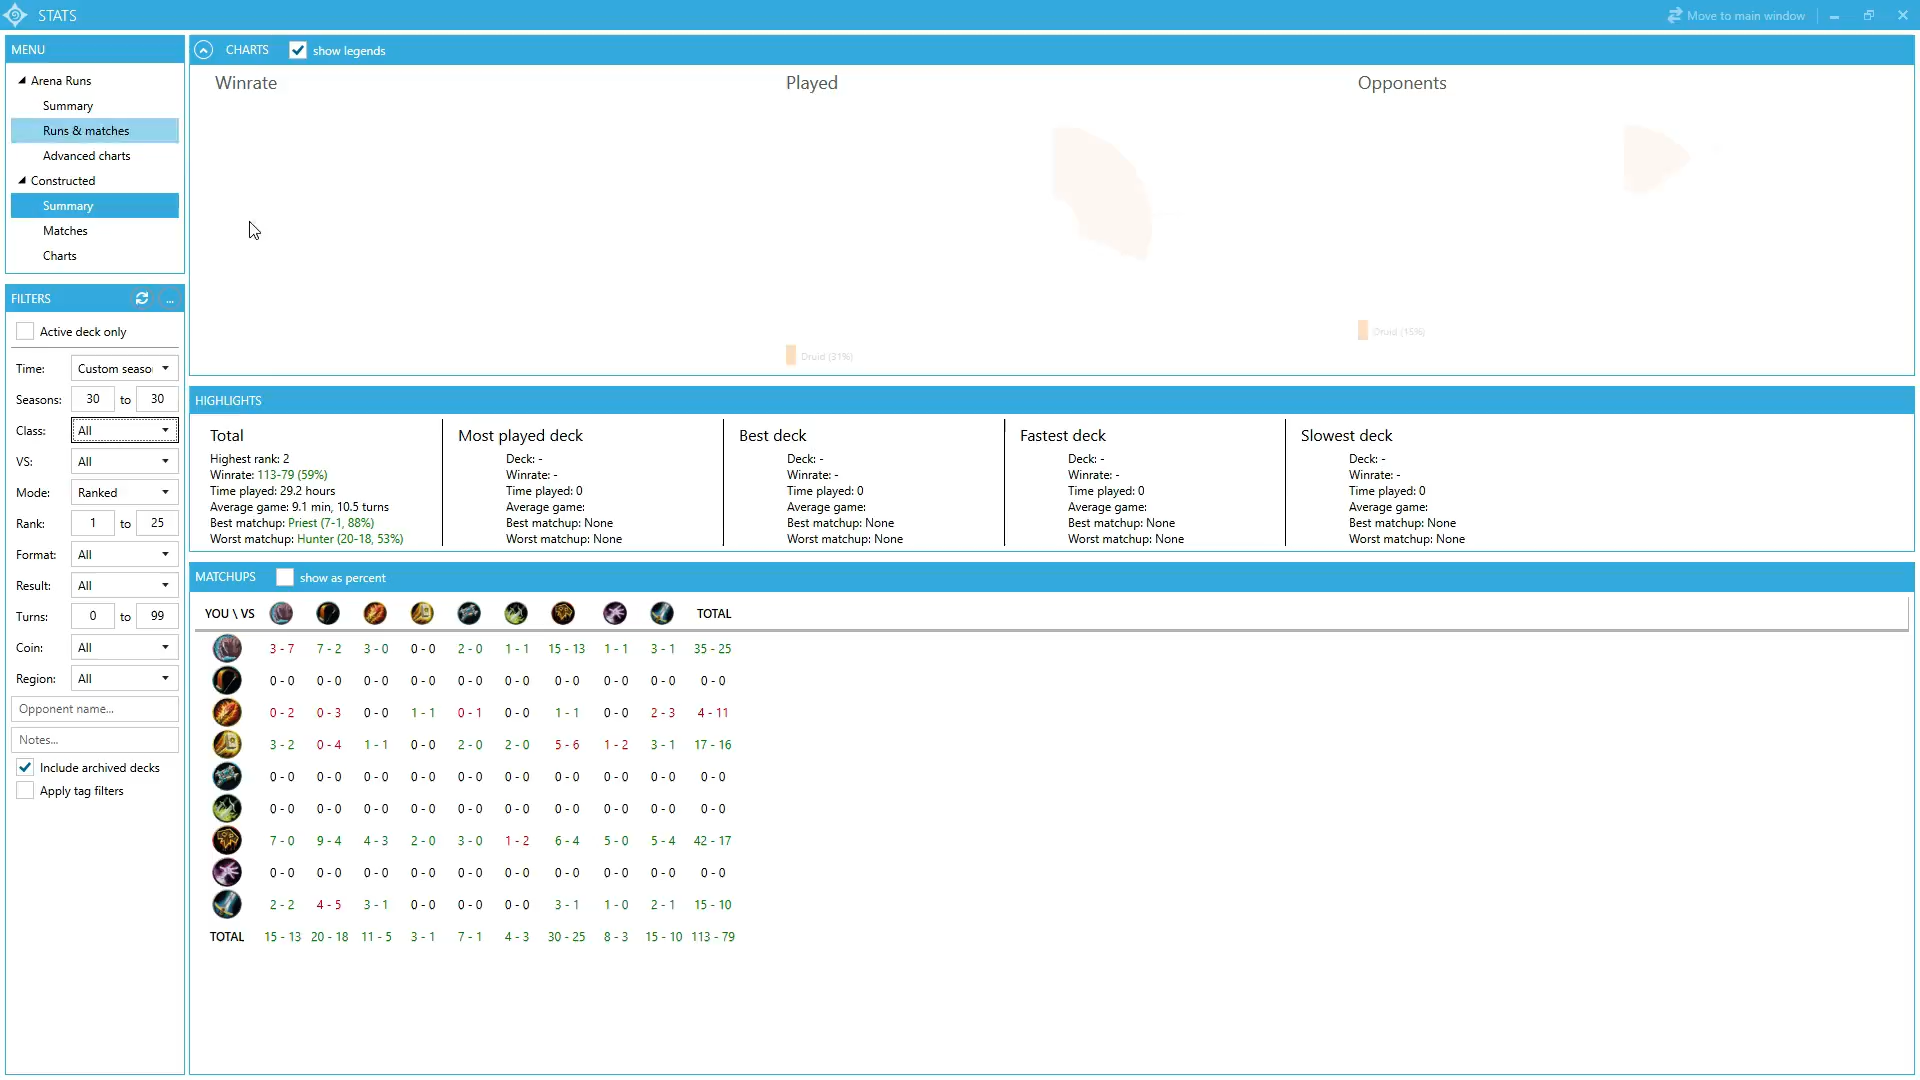 STATS
Move to main window
MENU
Arena Runs
Summary
Runs & matches
Advanced charts
Constructed
Summary
Matches
Charts
FILTERS
...
Active deck only
Time: Custom seaso
Seasons: 30 to 30
Class: All
VS: All
Mode: Ranked
Rank: 1 to 25
Format: All
Result: All
Turns: 0 to 99
Coin: All
Region: All
Opponent name...
Notes...
Include archived decks
Apply tag filters
CHARTS show legends
Winrate Played Opponents
Druid (31%)
Druid (15%)
HIGHLIGHTS
Total
Highest rank: 2
Winrate: 113-79 (59%)
Time played: 29.2 hours
Average game: 9.1 min, 10.5 turns
Best matchup: Priest (7-1, 88%)
Worst matchup: Hunter (20-18, 53%)
Most played deck
Deck: -
Winrate: -
Time played: 0
Average game:
Best matchup: None
Worst matchup: None
Best deck
Deck: -
Winrate: -
Time played: 0
Average game:
Best matchup: None
Worst matchup: None
Fastest deck
Deck: -
Winrate: -
Time played: 0
Average game:
Best matchup: None
Worst matchup: None
Slowest deck
Deck: -
Winrate: -
Time played: 0
Average game:
Best matchup: None
Worst matchup: None
MATCHUPS show as percent
YOU \ VS TOTAL
3 - 7 7 - 2 3 - 0 0 - 0 2 - 0 1 - 1 15 - 13 1 - 1 3 - 1 35 - 25
0 - 0 0 - 0 0 - 0 0 - 0 0 - 0 0 - 0 0 - 0 0 - 0 0 - 0 0 - 0
0 - 2 0 - 3 0 - 0 1 - 1 0 - 1 0 - 0 1 - 1 0 - 0 2 - 3 4 - 11
3 - 2 0 - 4 1 - 1 0 - 0 2 - 0 2 - 0 5 - 6 1 - 2 3 - 1 17 - 16
0 - 0 0 - 0 0 - 0 0 - 0 0 - 0 0 - 0 0 - 0 0 - 0 0 - 0 0 - 0
0 - 0 0 - 0 0 - 0 0 - 0 0 - 0 0 - 0 0 - 0 0 - 0 0 - 0 0 - 0
7 - 0 9 - 4 4 - 3 2 - 0 3 - 0 1 - 2 6 - 4 5 - 0 5 - 4 42 - 17
0 - 0 0 - 0 0 - 0 0 - 0 0 - 0 0 - 0 0 - 0 0 - 0 0 - 0 0 - 0
2 - 2 4 - 5 3 - 1 0 - 0 0 - 0 0 - 0 3 - 1 1 - 0 2 - 1 15 - 10
TOTAL 15 - 13 20 - 18 11 - 5 3 - 1 7 - 1 4 - 3 30 - 25 8 - 3 15 - 10 113 - 79